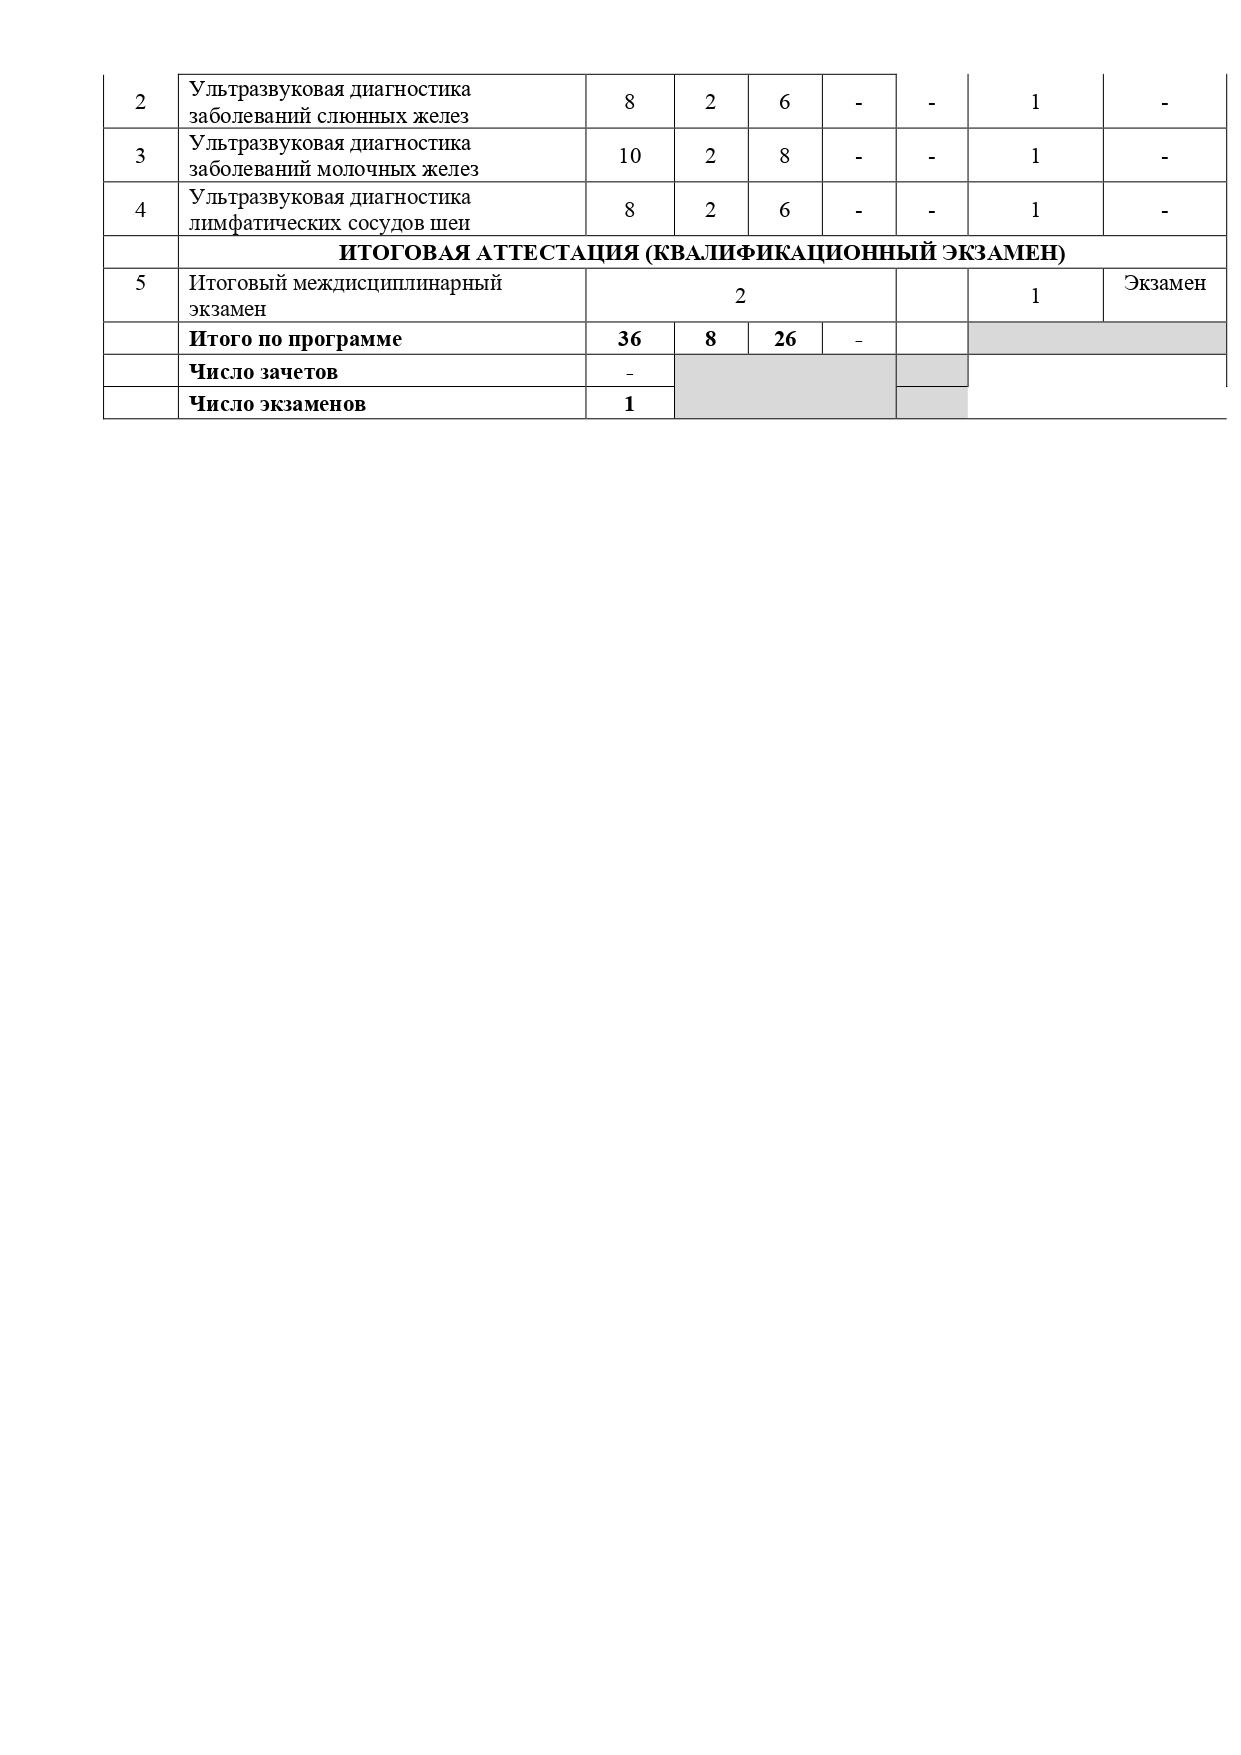 2 Ультразвуковая диагностика заболеваний слюнных желез 8 2 6 - - 1 -
3 Ультразвуковая диагностика заболеваний молочных желез 10 2 8 - - 1 -
4 Ультразвуковая диагностика лимфатических сосудов шеи 8 2 6 - - 1 -
ИТОГОВАЯ АТТЕСТАЦИЯ (КВАЛИФИКАЦИОННЫЙ ЭКЗАМЕН)
5 Итоговый междисциплинарный экзамен 2 1 Экзамен
Итого по программе 36 8 26 -
Число зачетов -
Число экзаменов 1